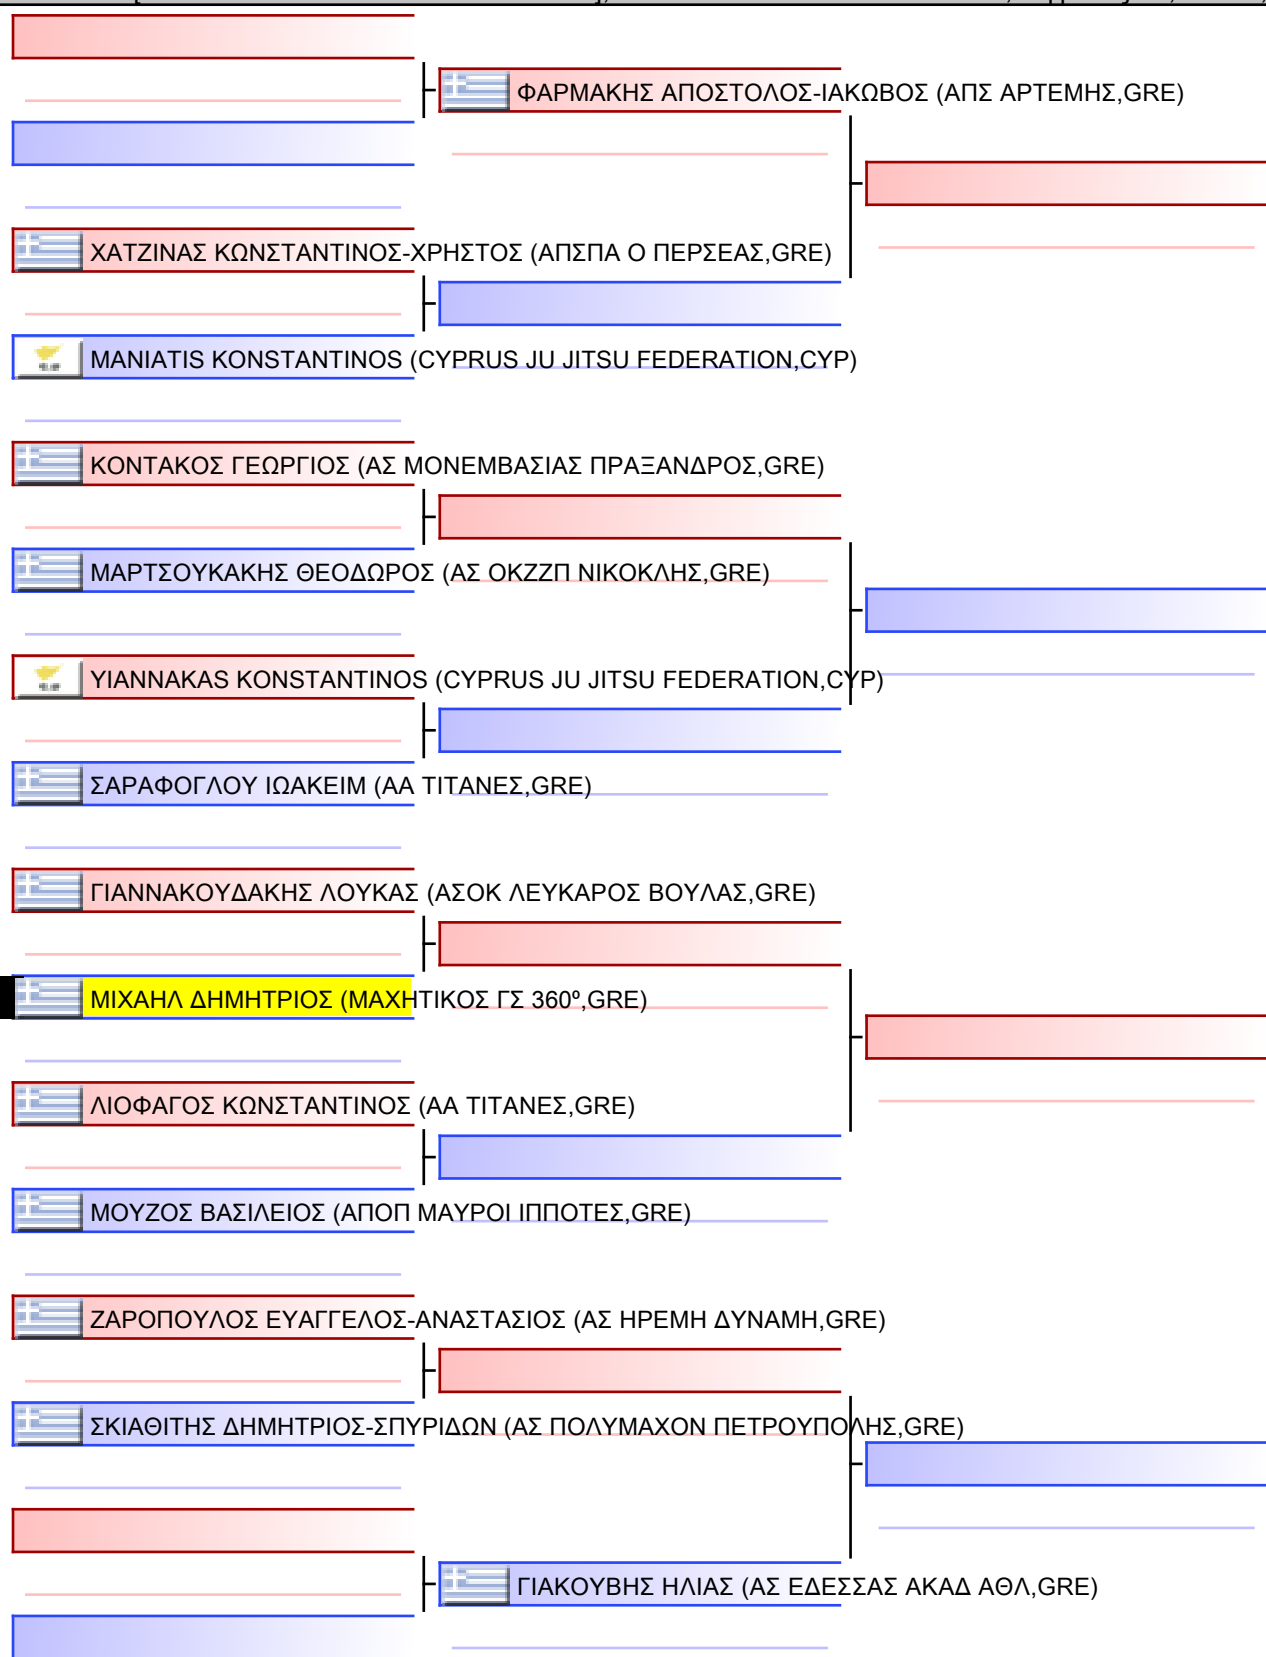 ΦΑΡΜΑΚΗΣ ΑΠΟΣΤΟΛΟΣ-ΙΑΚΩΒΟΣ (ΑΠΣ ΑΡΤΕΜΗΣ,GRE)
ΧΑΤΖΙΝΑΣ ΚΩΝΣΤΑΝΤΙΝΟΣ-ΧΡΗΣΤΟΣ (ΑΠΣΠΑ Ο ΠΕΡΣΕΑΣ,GRE)
MANIATIS KONSTANTINOS (CYPRUS JU JITSU FEDERATION,CYP)
ΚΟΝΤΑΚΟΣ ΓΕΩΡΓΙΟΣ (ΑΣ ΜΟΝΕΜΒΑΣΙΑΣ ΠΡΑΞΑΝΔΡΟΣ,GRE)
ΜΑΡΤΣΟΥΚΑΚΗΣ ΘΕΟΔΩΡΟΣ (ΑΣ ΟΚΖΖΠ ΝΙΚΟΚΛΗΣ,GRE)
YIANNAKAS KONSTANTINOS (CYPRUS JU JITSU FEDERATION,CYP)
ΣΑΡΑΦΟΓΛΟΥ ΙΩΑΚΕΙΜ (ΑΑ ΤΙΤΑΝΕΣ,GRE)
ΓΙΑΝΝΑΚΟΥΔΑΚΗΣ ΛΟΥΚΑΣ (ΑΣΟΚ ΛΕΥΚΑΡΟΣ ΒΟΥΛΑΣ,GRE)
ΜΙΧΑΗΛ ΔΗΜΗΤΡΙΟΣ (ΜΑΧΗΤΙΚΟΣ ΓΣ 360º,GRE)
ΛΙΟΦΑΓΟΣ ΚΩΝΣΤΑΝΤΙΝΟΣ (ΑΑ ΤΙΤΑΝΕΣ,GRE)
ΜΟΥΖΟΣ ΒΑΣΙΛΕΙΟΣ (ΑΠΟΠ ΜΑΥΡΟΙ ΙΠΠΟΤΕΣ,GRE)
ΖΑΡΟΠΟΥΛΟΣ ΕΥΑΓΓΕΛΟΣ-ΑΝΑΣΤΑΣΙΟΣ (ΑΣ ΗΡΕΜΗ ΔΥΝΑΜΗ,GRE)
ΣΚΙΑΘΙΤΗΣ ΔΗΜΗΤΡΙΟΣ-ΣΠΥΡΙΔΩΝ (ΑΣ ΠΟΛΥΜΑΧΟΝ ΠΕΤΡΟΥΠΟΛΗΣ,GRE)
ΓΙΑΚΟΥΒΗΣ ΗΛΙΑΣ (ΑΣ ΕΔΕΣΣΑΣ ΑΚΑΔ ΑΘΛ,GRE)